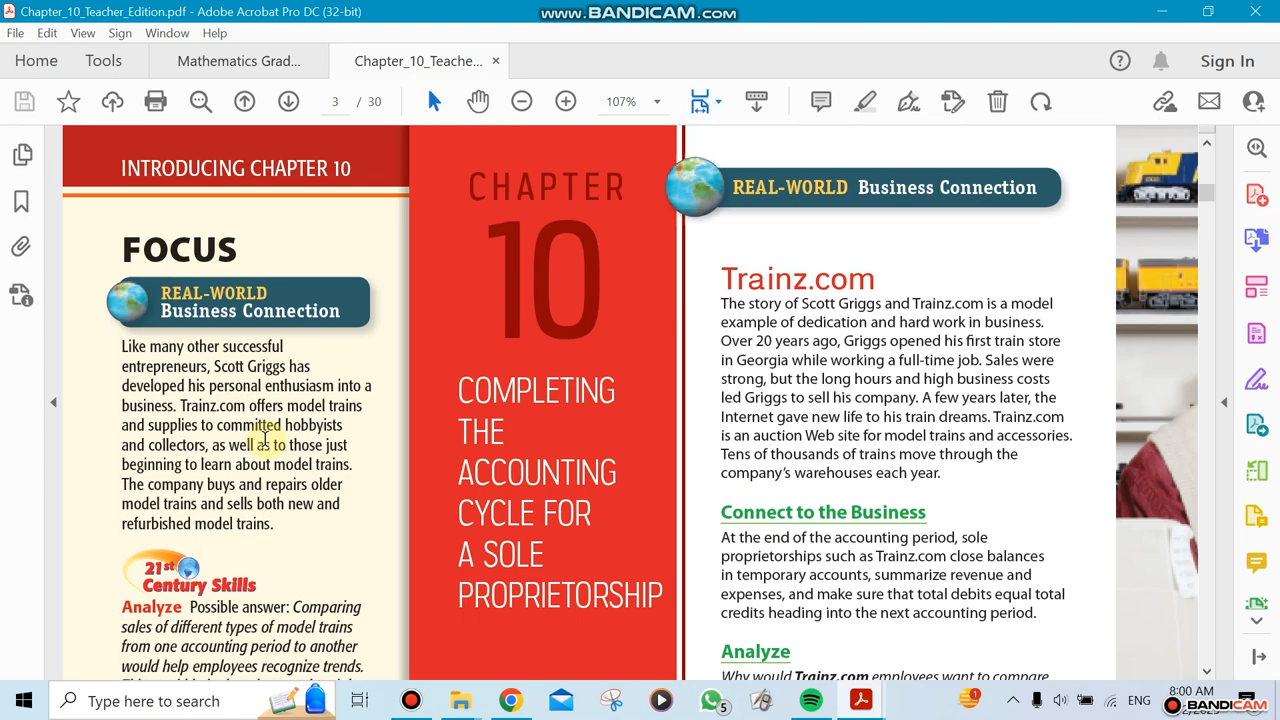 Chapter_10_Teacher_Edition.pdf - Adobe Acrobat Pro DC (32-bit)
www.BANDICAM.com
File Edit View Sign Window Help
Home Tools Mathematics Grad... Chapter_10_Teache... × Sign In
3 / 30 107%
INTRODUCING CHAPTER 10
FOCUS
REAL-WORLD
Business Connection
Like many other successful
entrepreneurs, Scott Griggs has
developed his personal enthusiasm into a
business. Trainz.com offers model trains
and supplies to committed hobbyists
and collectors, as well as to those just
beginning to learn about model trains.
The company buys and repairs older
model trains and sells both new and
refurbished model trains.
21st
Century Skills
Analyze Possible answer: Comparing
sales of different types of model trains
from one accounting period to another
would help employees recognize trends.
CHAPTER
10
COMPLETING
THE
ACCOUNTING
CYCLE FOR
A SOLE
PROPRIETORSHIP
REAL-WORLD Business Connection
Trainz.com
The story of Scott Griggs and Trainz.com is a model
example of dedication and hard work in business.
Over 20 years ago, Griggs opened his first train store
in Georgia while working a full-time job. Sales were
strong, but the long hours and high business costs
led Griggs to sell his company. A few years later, the
Internet gave new life to his train dreams. Trainz.com
is an auction Web site for model trains and accessories.
Tens of thousands of trains move through the
company's warehouses each year.
Connect to the Business
At the end of the accounting period, sole
proprietorships such as Trainz.com close balances
in temporary accounts, summarize revenue and
expenses, and make sure that total debits equal total
credits heading into the next accounting period.
Analyze
Why would Trainz.com employees want to compare
Type here to search
5
1
ENG
8:00 AM
BANDICAM